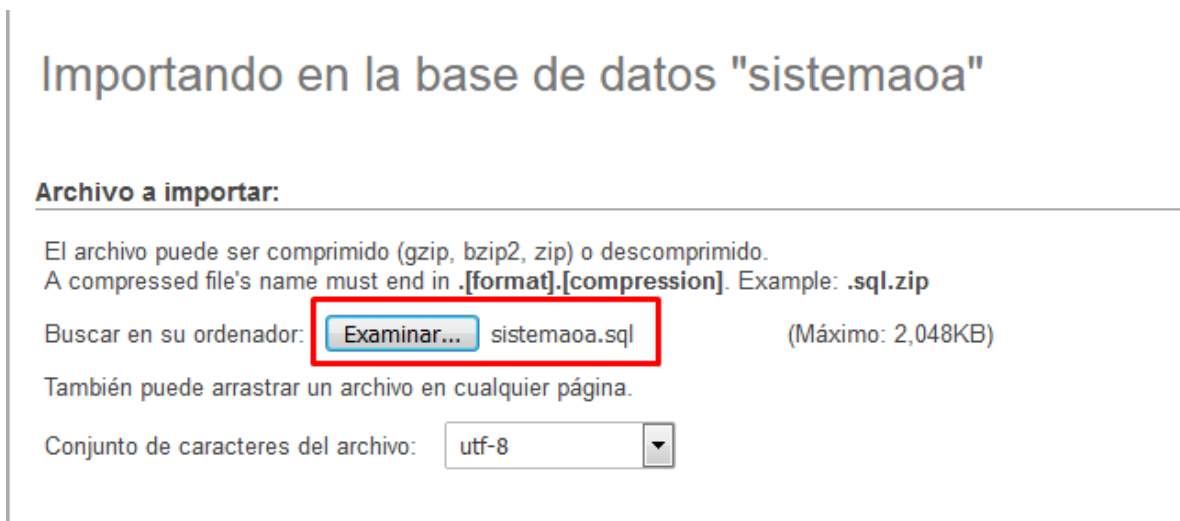 Importando en la base de datos "sistemaoa"
Archivo a importar:
El archivo puede ser comprimido (gzip, bzip2, zip) o descomprimido.
A compressed file's name must end in .[format].[compression]. Example: .sql.zip
Buscar en su ordenador: Examinar... sistemaoa.sql (Máximo: 2,048KB)
También puede arrastrar un archivo en cualquier página.
Conjunto de caracteres del archivo: utf-8